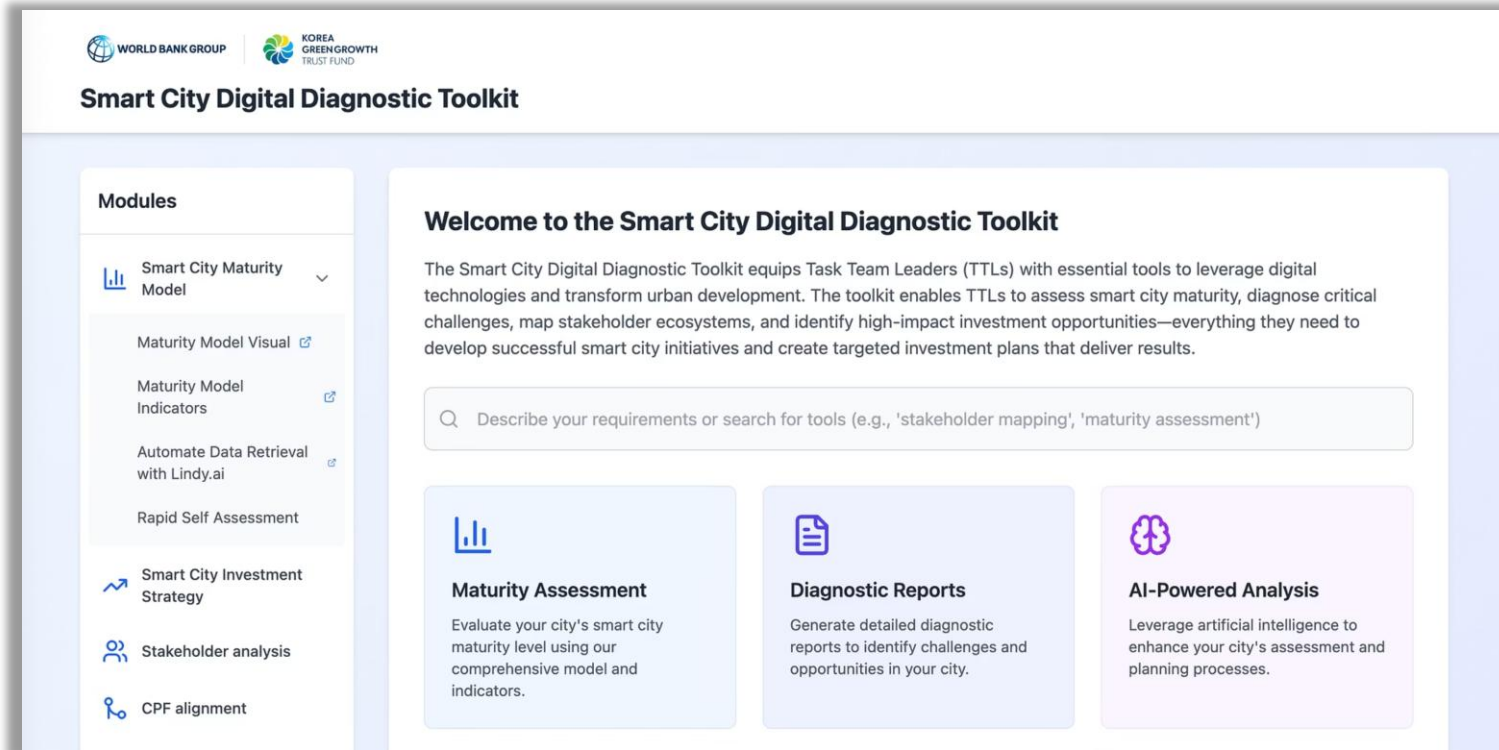 WORLD BANK GROUP
KOREA
GREEN GROWTH
TRUST FUND
Smart City Digital Diagnostic Toolkit
Modules
Smart City Maturity
Model
Maturity Model Visual
Maturity Model
Indicators
Automate Data Retrieval
with Lindy.ai
Rapid Self Assessment
Smart City Investment
Strategy
Stakeholder analysis
CPF alignment
Welcome to the Smart City Digital Diagnostic Toolkit
The Smart City Digital Diagnostic Toolkit equips Task Team Leaders (TTLs) with essential tools to leverage digital
technologies and transform urban development. The toolkit enables TTLs to assess smart city maturity, diagnose critical
challenges, map stakeholder ecosystems, and identify high-impact investment opportunities—everything they need to
develop successful smart city initiatives and create targeted investment plans that deliver results.
Describe your requirements or search for tools (e.g., 'stakeholder mapping', 'maturity assessment')
Maturity Assessment
Evaluate your city's smart city
maturity level using our
comprehensive model and
indicators.
Diagnostic Reports
Generate detailed diagnostic
reports to identify challenges and
opportunities in your city.
AI-Powered Analysis
Leverage artificial intelligence to
enhance your city's assessment and
planning processes.